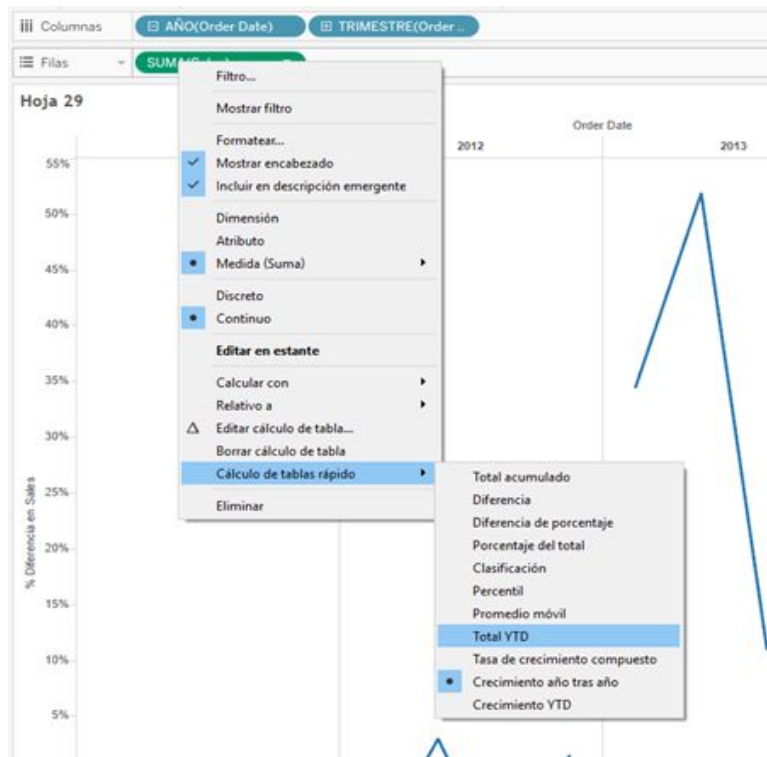 Columnas
AÑO(Order Date)
TRIMESTRE(Order ..
Filas
Hoja 29
Filtro...
Mostrar filtro
Formatear...
Mostrar encabezado
Incluir en descripción emergente
Dimensión
Atributo
Medida (Suma)
Discreto
Continuo
Editar en estante
Calcular con
Relativo a
Editar cálculo de tabla...
Borrar cálculo de tabla
Cálculo de tablas rápido
Eliminar
Total acumulado
Diferencia
Diferencia de porcentaje
Porcentaje del total
Clasificación
Percentil
Promedio móvil
Total YTD
Tasa de crecimiento compuesto
Crecimiento año tras año
Crecimiento YTD
Order Date
2012
2013
55%
50%
45%
40%
35%
30%
25%
20%
15%
10%
5%
% Diferencia en Sales